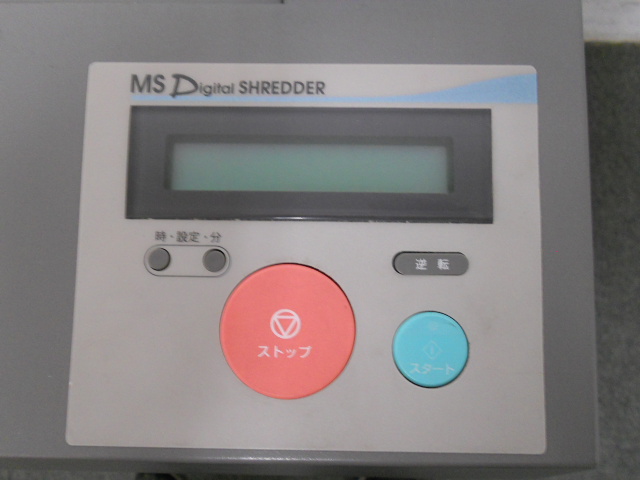 MS Digital SHREDDER
時・設定・分
逆転
ストップ
スタート